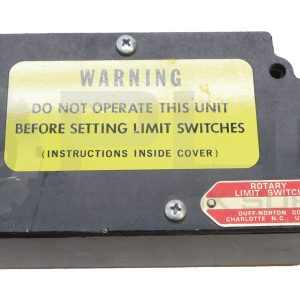 WARNING
DO NOT OPERATE THIS UNIT
BEFORE SETTING LIMIT SWITCHES
(INSTRUCTIONS INSIDE COVER)
ROTARY
LIMIT SWITCH
DUFF-NORTON CO.
CHARLOTTE N.C., U.